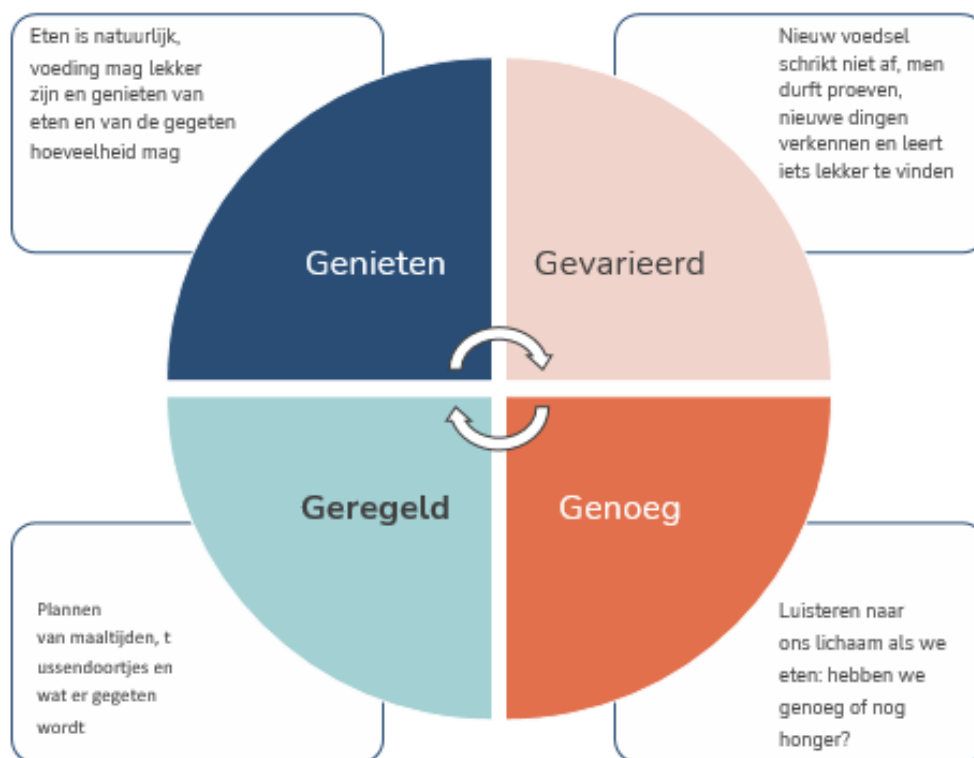 Eten is natuurlijk,
voeding mag lekker
zijn en genieten van
eten en van de gegeten
hoeveelheid mag
Nieuw voedsel
schrikt niet af, men
durft proeven,
nieuwe dingen
verkennen en leert
iets lekker te vinden
Genieten
Gevarieerd
Geregeld
Genoeg
Plannen
van maaltijden, t
ussendoortjes en
wat er gegeten
wordt
Luisteren naar
ons lichaam als we
eten: hebben we
genoeg of nog
honger?